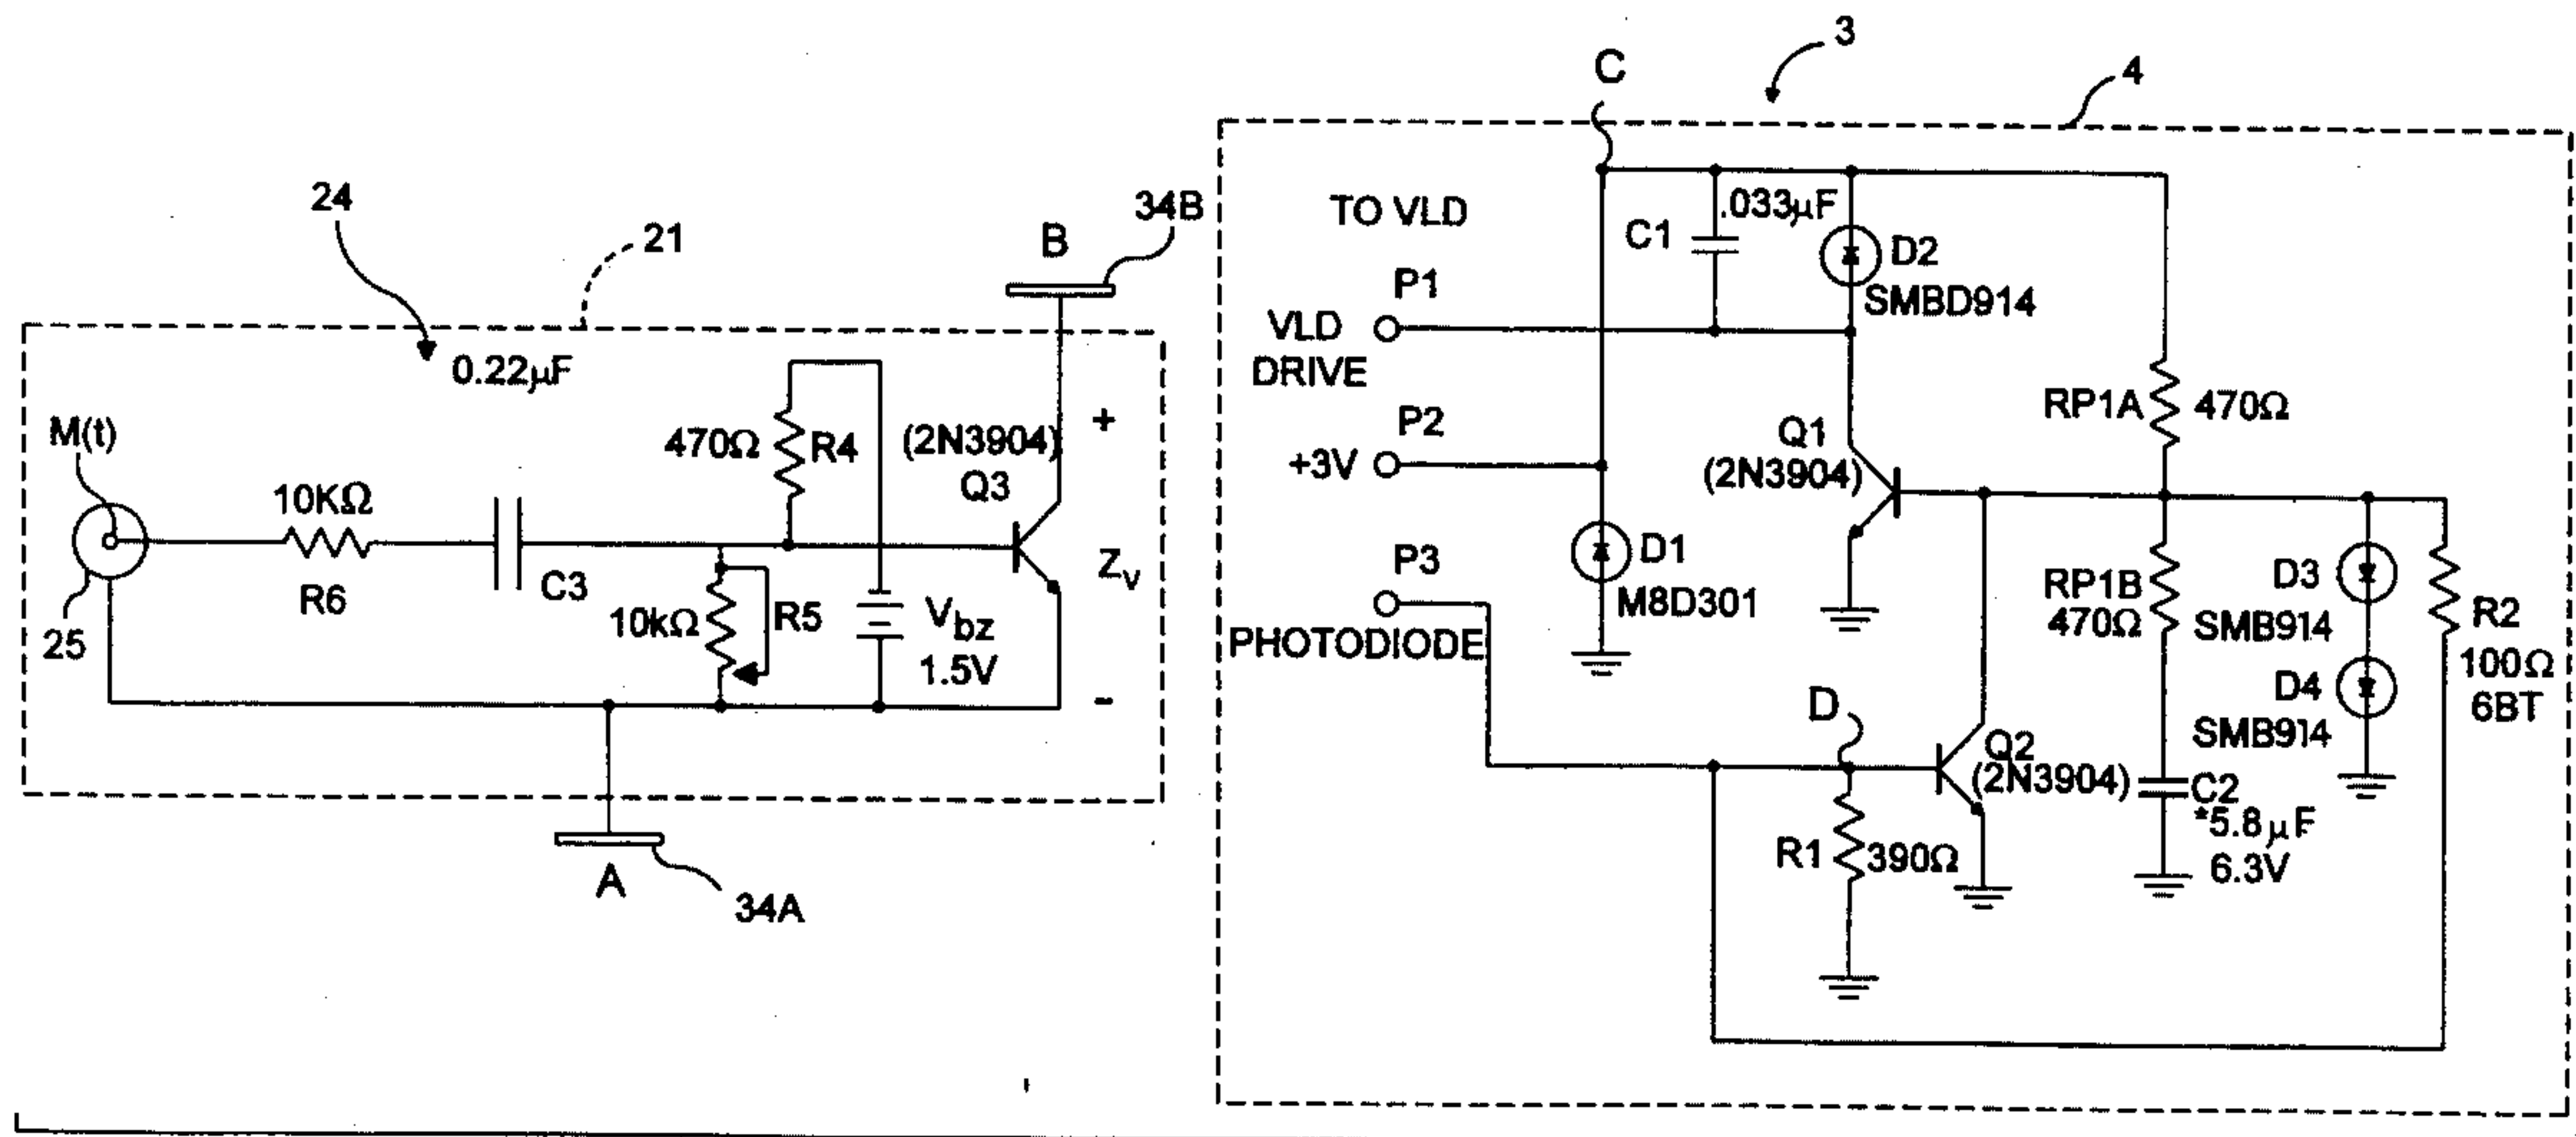 24
21
0.22μF
B
34B
M(t)
10KΩ
R6
25
C3
470Ω
R4
(2N3904)
Q3
+
Z_v
-
10kΩ
R5
V_bz
1.5V
A
34A
3
4
C
TO VLD
.033μF
C1
D2
SMBD914
P1
VLD
DRIVE
P2
+3V
P3
PHOTODIODE
D1
M8D301
Q1
(2N3904)
RP1A
470Ω
RP1B
470Ω
D3
SMB914
D4
SMB914
R2
100Ω
6BT
D
Q2
(2N3904)
C2
*5.8μF
6.3V
R1
390Ω